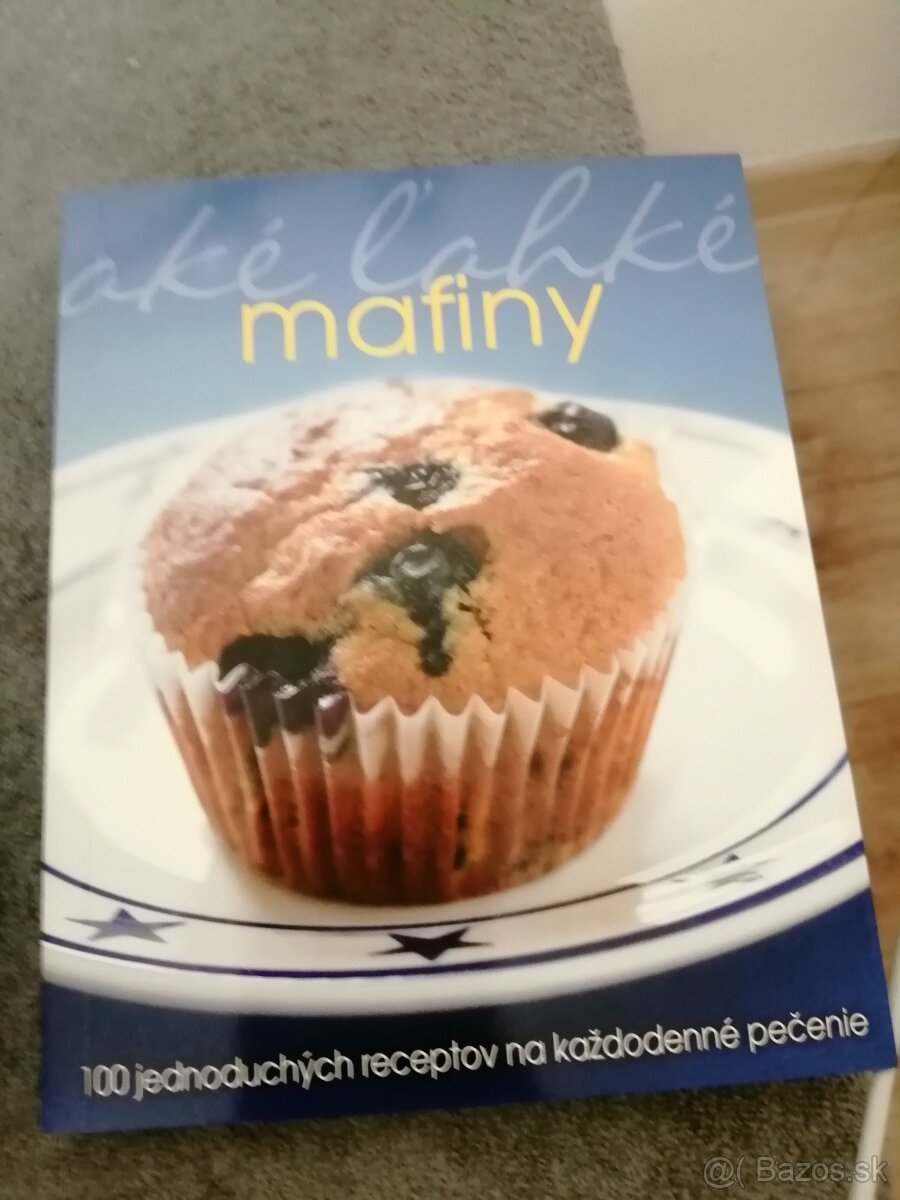 aké ľahké
mafiny
100 jednoduchých receptov na každodenné pečenie
@( Bazos.sk